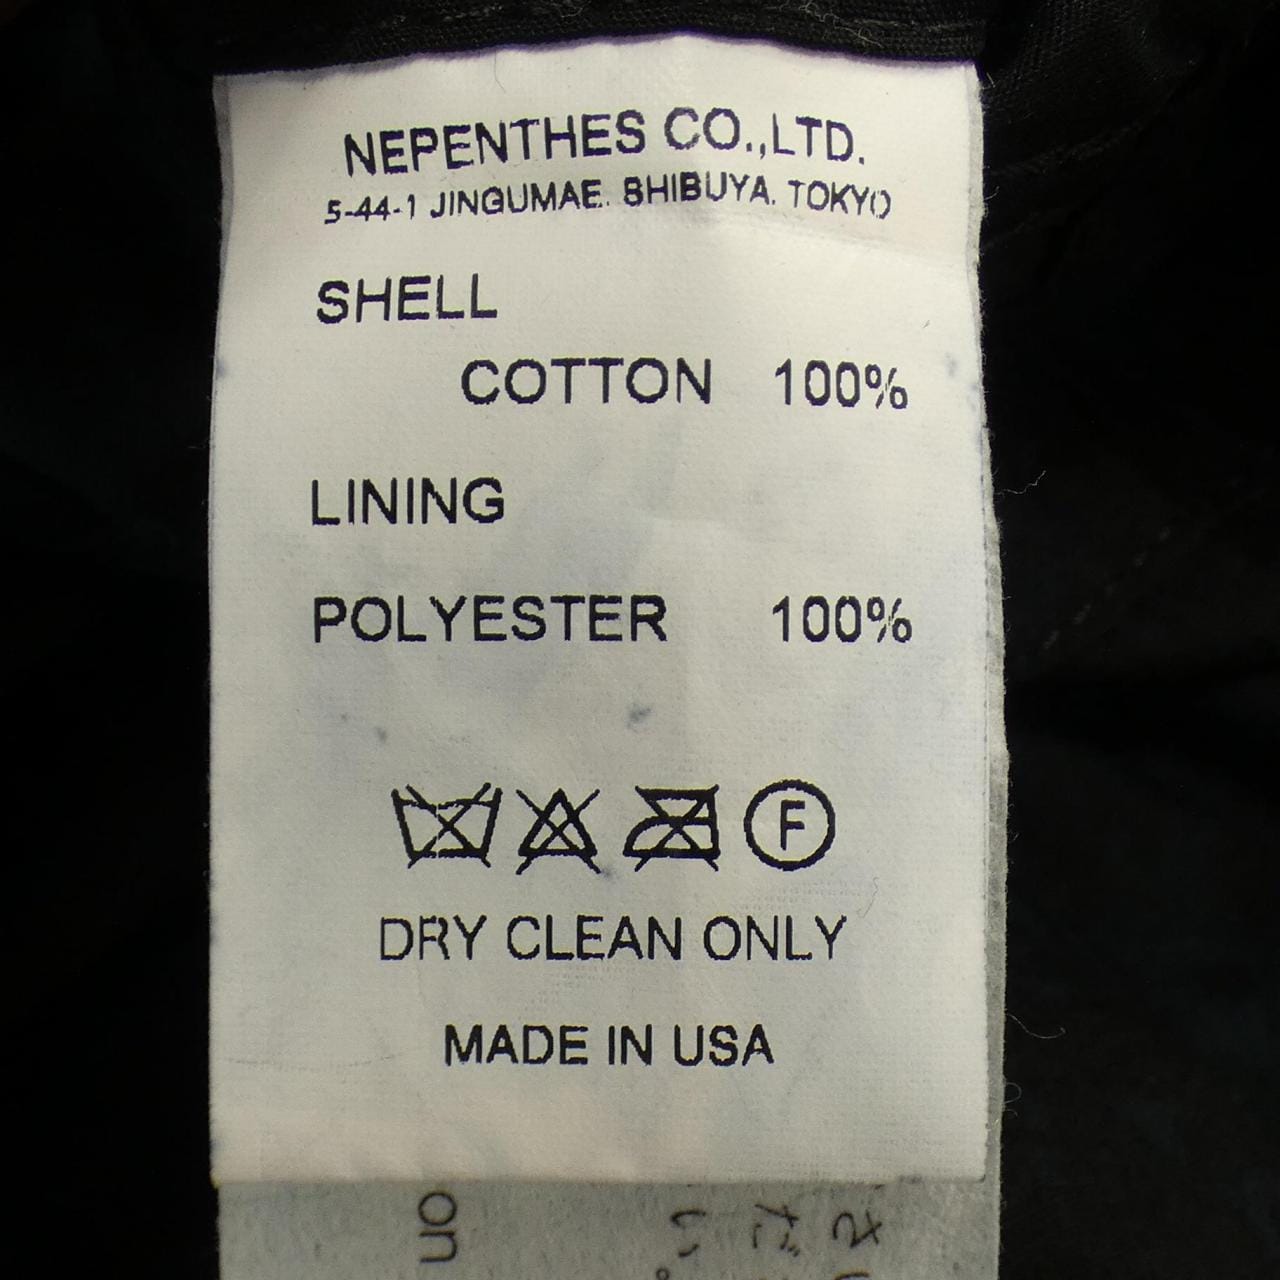 NEPENTHES CO.,LTD.
5-44-1 JINGUMAE. SHIBUYA. TOKYO
SHELL
COTTON 100%
LINING
POLYESTER 100%
F
DRY CLEAN ONLY
MADE IN USA
on